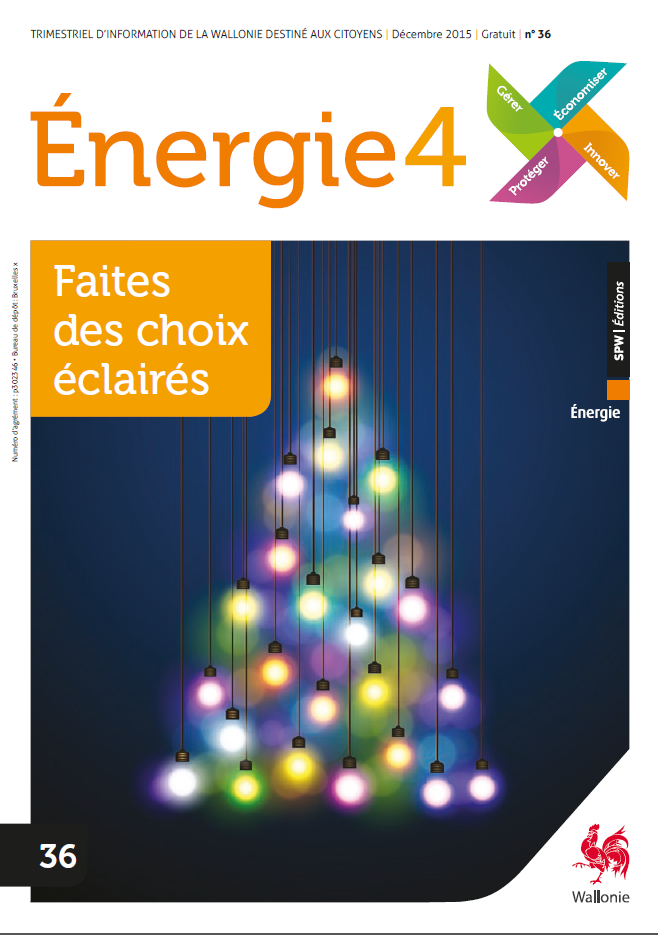 TRIMESTRIEL D'INFORMATION DE LA WALLONIE DESTINÉ AUX CITOYENS | Décembre 2015 | Gratuit | n° 36
Énergie4
Gérer
Économiser
Protéger
Innover
Faites
des choix
éclairés
Numéro d'agrément : p302346 • Bureau de dépôt: Bruxelles x
SPW | Éditions
Énergie
36
Wallonie